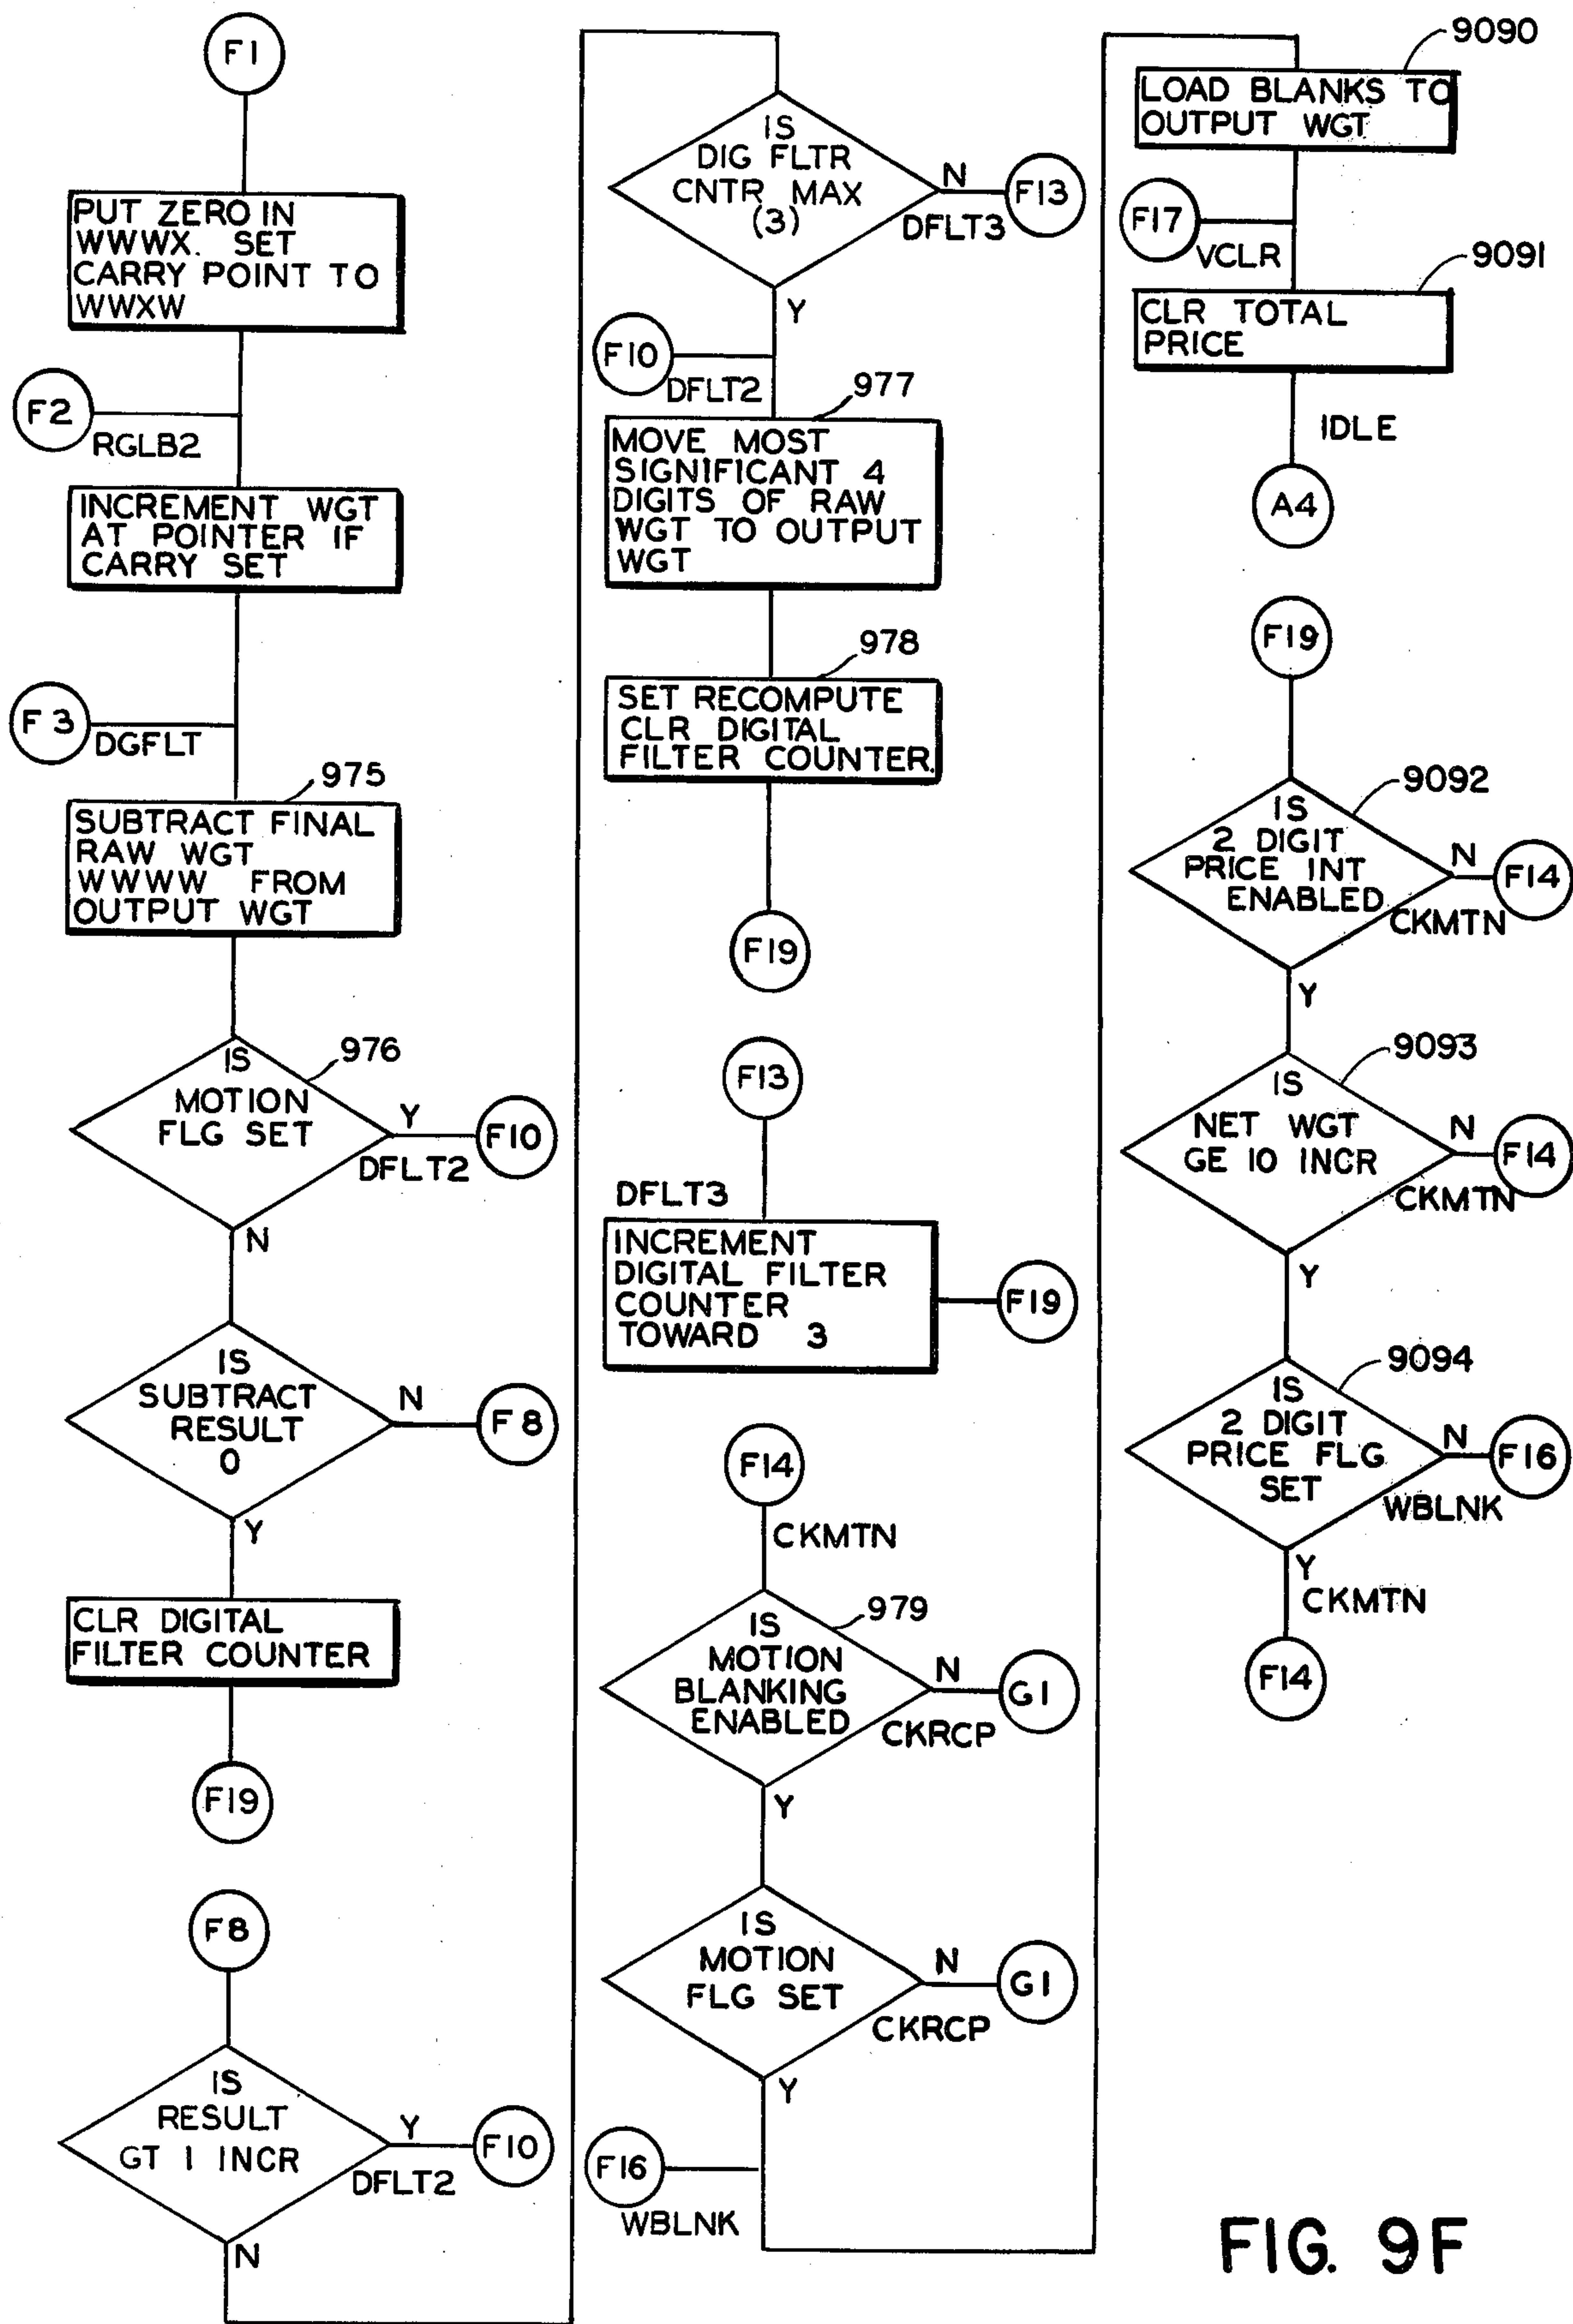 F1
PUT ZERO IN
WWWX. SET
CARRY POINT TO
WWXW
F2
RGLB2
INCREMENT WGT
AT POINTER IF
CARRY SET
F3
DGFLT
975
SUBTRACT FINAL
RAW WGT
WWWW FROM
OUTPUT WGT
976
IS
MOTION
FLG SET
Y
F10
DFLT2
N
IS
SUBTRACT
RESULT
0
N
F8
Y
CLR DIGITAL
FILTER COUNTER
F19
F8
IS
RESULT
GT 1 INCR
Y
F10
DFLT2
N
IS
DIG FLTR
CNTR MAX
(3)
N
F13
DFLT3
Y
F10
DFLT2
977
MOVE MOST
SIGNIFICANT 4
DIGITS OF RAW
WGT TO OUTPUT
WGT
978
SET RECOMPUTE
CLR DIGITAL
FILTER COUNTER.
F19
F13
DFLT3
INCREMENT
DIGITAL FILTER
COUNTER
TOWARD 3
F19
F14
CKMTN
979
IS
MOTION
BLANKING
ENABLED
N
G1
CKRCP
Y
IS
MOTION
FLG SET
N
G1
CKRCP
Y
F16
WBLNK
9090
LOAD BLANKS TO
OUTPUT WGT
F17
VCLR
9091
CLR TOTAL
PRICE
IDLE
A4
F19
9092
IS
2 DIGIT
PRICE INT
ENABLED
N
F14
CKMTN
Y
9093
IS
NET WGT
GE 10 INCR
N
F14
CKMTN
Y
9094
IS
2 DIGIT
PRICE FLG
SET
N
F16
WBLNK
Y
CKMTN
F14
FIG. 9F